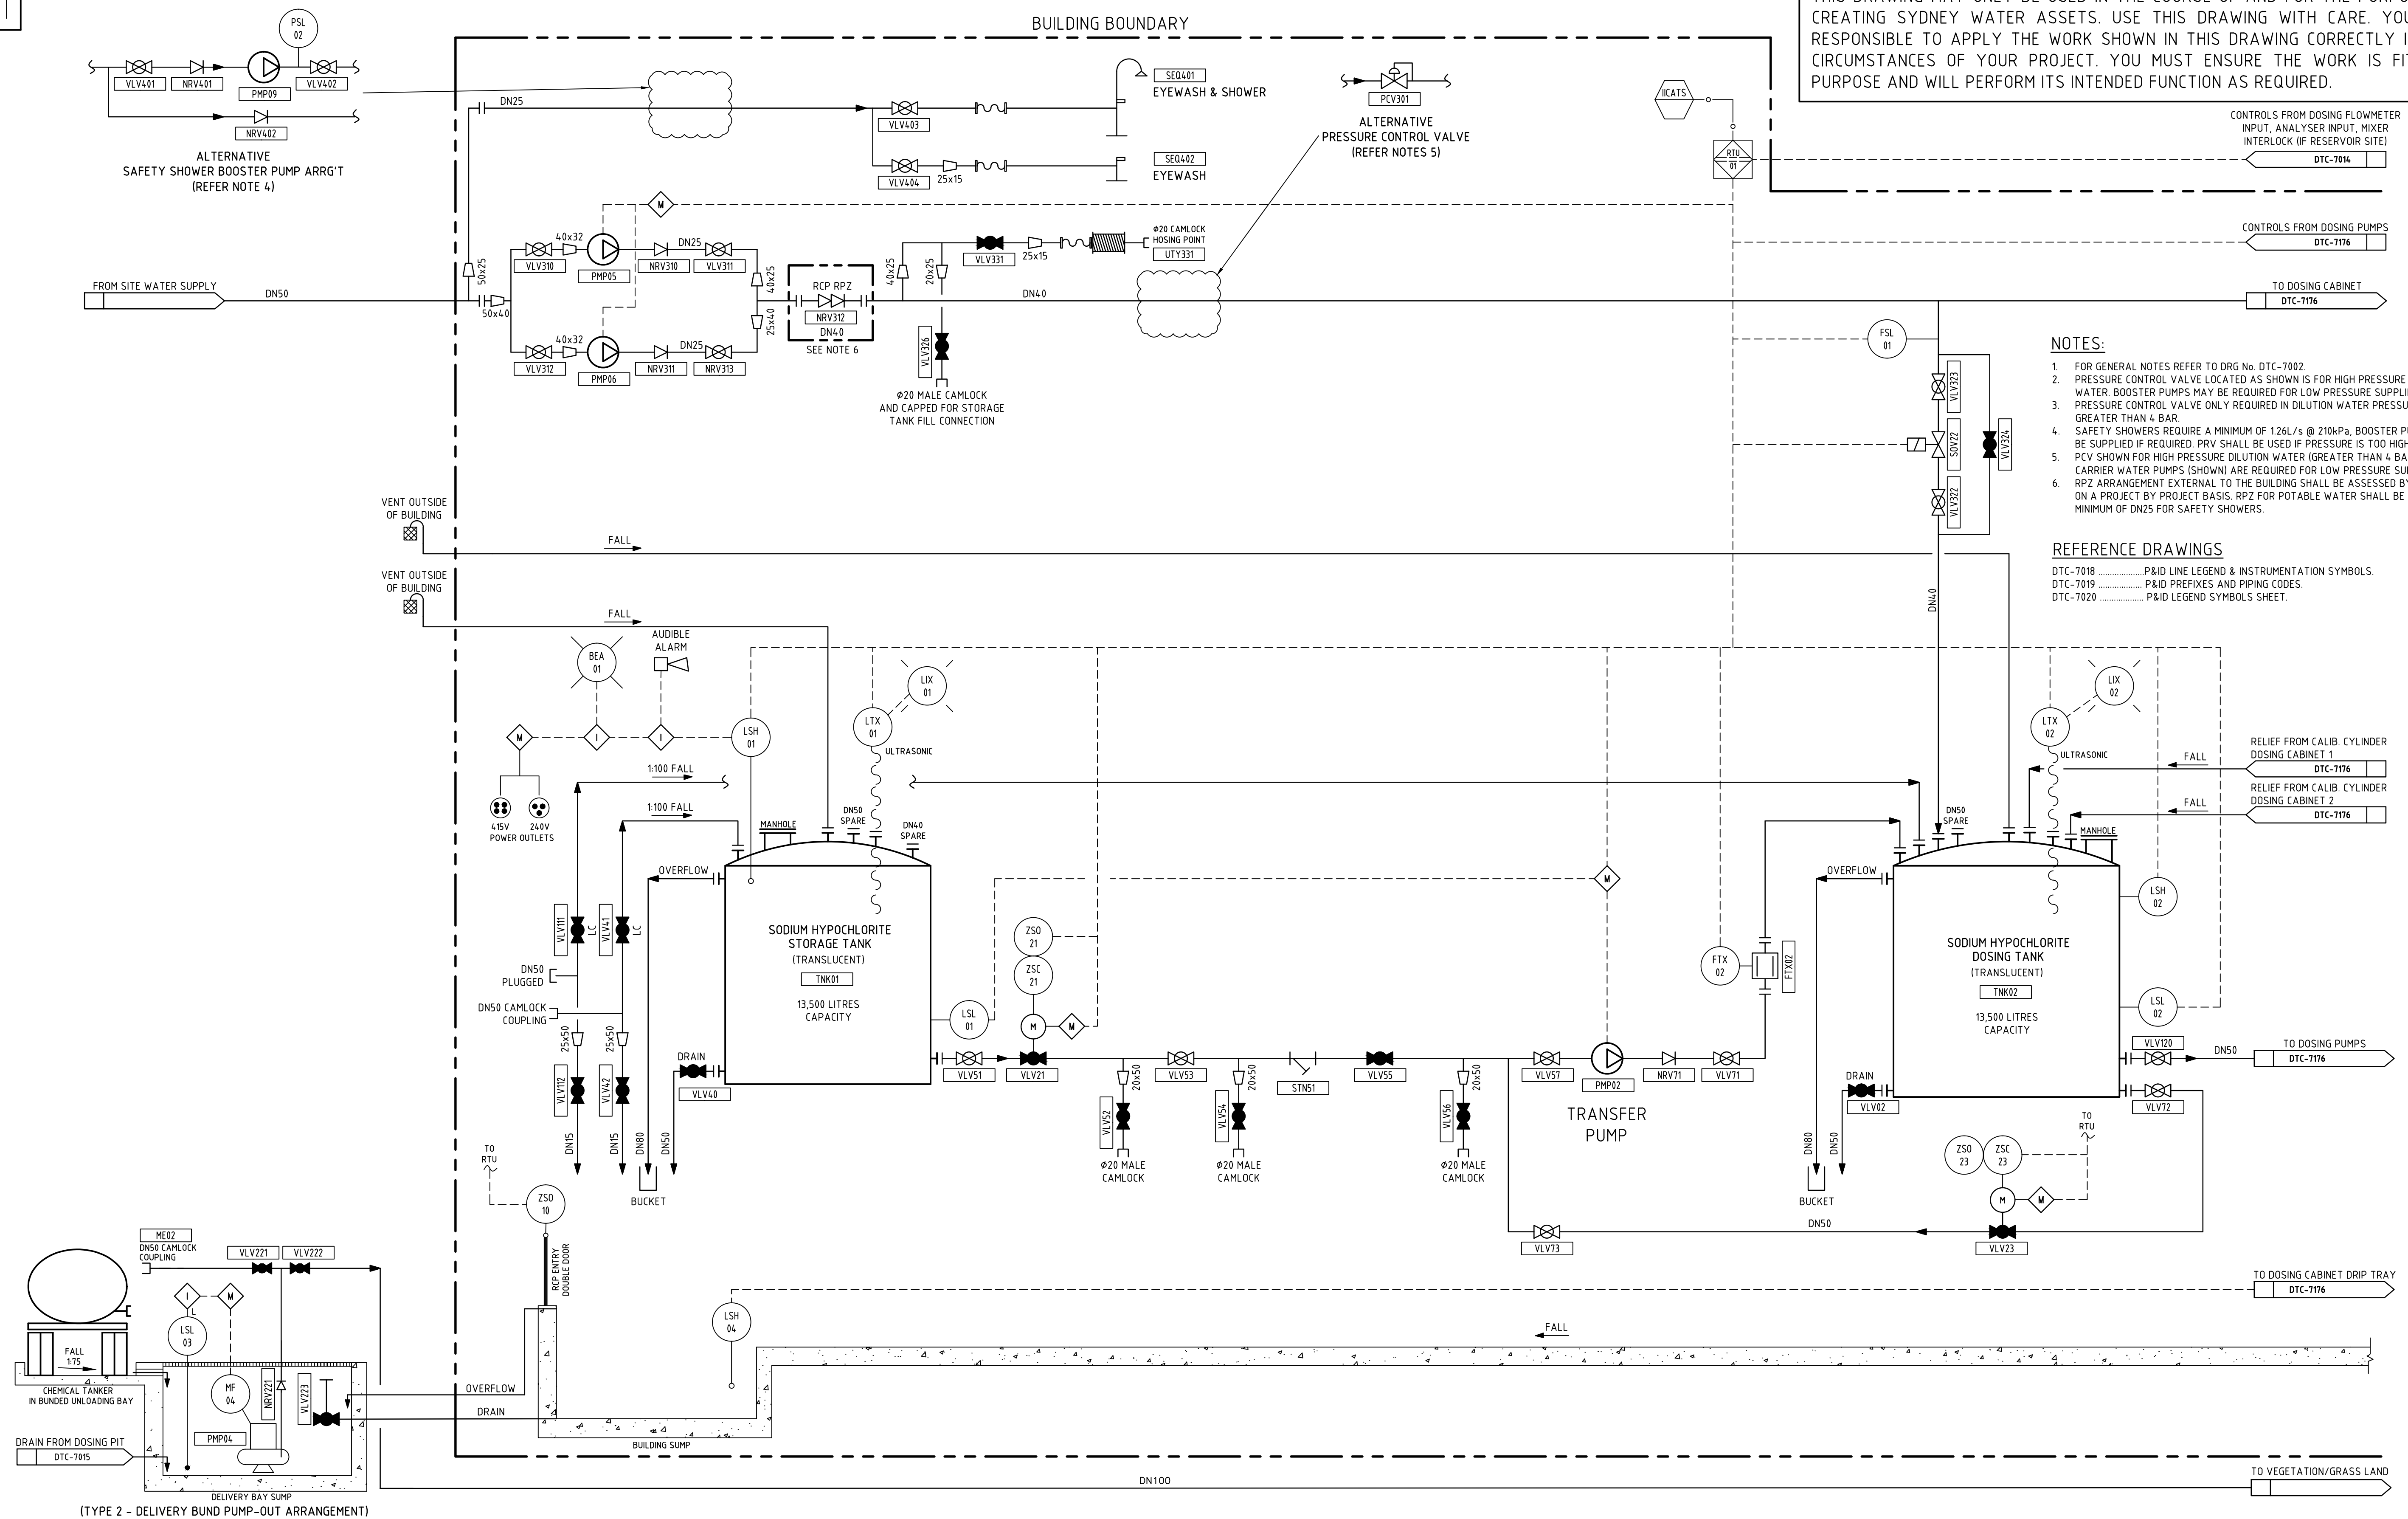 BUILDING BOUNDARY
THIS DRAWING MAY ONLY BE USED IN THE COURSE OF AND FOR THE
CREATING SYDNEY WATER ASSETS. USE THIS DRAWING WITH CARE.
RESPONSIBLE TO APPLY THE WORK SHOWN IN THIS DRAWING CORRECTLY
CIRCUMSTANCES OF YOUR PROJECT. YOU MUST ENSURE THE WORK IS
PURPOSE AND WILL PERFORM ITS INTENDED FUNCTION AS REQUIRED.
PSL
02
VLV401
NRV401
PMP09
VLV402
NRV402
ALTERNATIVE
SAFETY SHOWER BOOSTER PUMP ARRG'T
(REFER NOTE 4)
DN25
VLV403
SEQ401
EYEWASH & SHOWER
VLV404
25x15
SEQ402
EYEWASH
PCV301
ALTERNATIVE
PRESSURE CONTROL VALVE
(REFER NOTES 5)
IICATS
RTU
01
CONTROLS FROM DOSING FLOWMETER
INPUT, ANALYSER INPUT, MIXER
INTERLOCK (IF RESERVOIR SITE)
DTC-7014
CONTROLS FROM DOSING PUMPS
DTC-7176
TO DOSING CABINET
DTC-7176
FROM SITE WATER SUPPLY
DN50
50x25
50x40
M
VLV310
40x32
PMP05
NRV310
DN25
VLV311
40x25
VLV312
40x32
PMP06
NRV311
DN25
NRV313
25x40
RCP RPZ
NRV312
DN40
SEE NOTE 6
40x25
20x25
VLV331
25x15
Ø20 CAMLOCK
HOSING POINT
UTY331
DN40
VLV326
Ø20 MALE CAMLOCK
AND CAPPED FOR STORAGE
TANK FILL CONNECTION
FSL
01
VLV323
SOV22
VLV324
VLV322
DN40
NOTES:
1. FOR GENERAL NOTES REFER TO DRG No. DTC-7002.
2. PRESSURE CONTROL VALVE LOCATED AS SHOWN IS FOR HIGH PRESSURE
WATER. BOOSTER PUMPS MAY BE REQUIRED FOR LOW PRESSURE
3. PRESSURE CONTROL VALVE ONLY REQUIRED IN DILUTION WATER
GREATER THAN 4 BAR.
4. SAFETY SHOWERS REQUIRE A MINIMUM OF 1.26L/s @ 210kPa, BOOSTER
BE SUPPLIED IF REQUIRED. PRV SHALL BE USED IF PRESSURE IS TOO HIGH
5. PCV SHOWN FOR HIGH PRESSURE DILUTION WATER (GREATER THAN 4
CARRIER WATER PUMPS (SHOWN) ARE REQUIRED FOR LOW PRESSURE
6. RPZ ARRANGEMENT EXTERNAL TO THE BUILDING SHALL BE ASSESSED
ON A PROJECT BY PROJECT BASIS. RPZ FOR POTABLE WATER SHALL BE
MINIMUM OF DN25 FOR SAFETY SHOWERS.
REFERENCE DRAWINGS
DTC-7018 .....................P&ID LINE LEGEND & INSTRUMENTATION SYMBOLS.
DTC-7019 .................... P&ID PREFIXES AND PIPING CODES.
DTC-7020 .................... P&ID LEGEND SYMBOLS SHEET.
VENT OUTSIDE
OF BUILDING
FALL
VENT OUTSIDE
OF BUILDING
FALL
BEA
01
AUDIBLE
ALARM
M
I
I
415V
240V
POWER OUTLETS
LSH
01
LTX
01
LIX
01
ULTRASONIC
1:100 FALL
1:100 FALL
MANHOLE
DN50
SPARE
DN40
SPARE
OVERFLOW
VLV111
LC
VLV41
LC
DN50
PLUGGED
DN50 CAMLOCK
COUPLING
25x50
25x50
VLV112
VLV42
DN15
DN15
DN80
DN50
BUCKET
DRAIN
VLV40
SODIUM HYPOCHLORITE
STORAGE TANK
(TRANSLUCENT)
TNK01
13,500 LITRES
CAPACITY
LSL
01
ZSO
21
ZSC
21
M
M
VLV51
VLV21
VLV53
STN51
VLV55
20x50
VLV52
Ø20 MALE
CAMLOCK
20x50
VLV54
Ø20 MALE
CAMLOCK
20x50
VLV56
Ø20 MALE
CAMLOCK
M
VLV57
PMP02
NRV71
VLV71
TRANSFER
PUMP
FTX
02
FTX02
LTX
02
LIX
02
ULTRASONIC
FALL
RELIEF FROM CALIB. CYLINDER
DOSING CABINET 1
DTC-7176
FALL
RELIEF FROM CALIB. CYLINDER
DOSING CABINET 2
DTC-7176
DN50
SPARE
MANHOLE
OVERFLOW
SODIUM HYPOCHLORITE
DOSING TANK
(TRANSLUCENT)
TNK02
13,500 LITRES
CAPACITY
LSH
02
LSL
02
VLV120
DN50
TO DOSING PUMPS
DTC-7176
VLV72
DRAIN
VLV02
DN80
DN50
BUCKET
TO
RTU
ZSO
23
ZSC
23
M
M
VLV23
DN50
VLV73
TO
RTU
ZSO
10
RCP ENTRY
DOUBLE DOOR
LSH
04
TO DOSING CABINET DRIP TRAY
DTC-7176
FALL
ME02
DN50 CAMLOCK
COUPLING
VLV221
VLV222
I
M
L
LSL
03
MF
04
NRV221
VLV223
PMP04
FALL
1:75
CHEMICAL TANKER
IN BUNDED UNLOADING BAY
DRAIN FROM DOSING PIT
DTC-7015
OVERFLOW
DRAIN
BUILDING SUMP
DELIVERY BAY SUMP
(TYPE 2 - DELIVERY BUND PUMP-OUT ARRANGEMENT)
DN100
TO VEGETATION/GRASS LAND